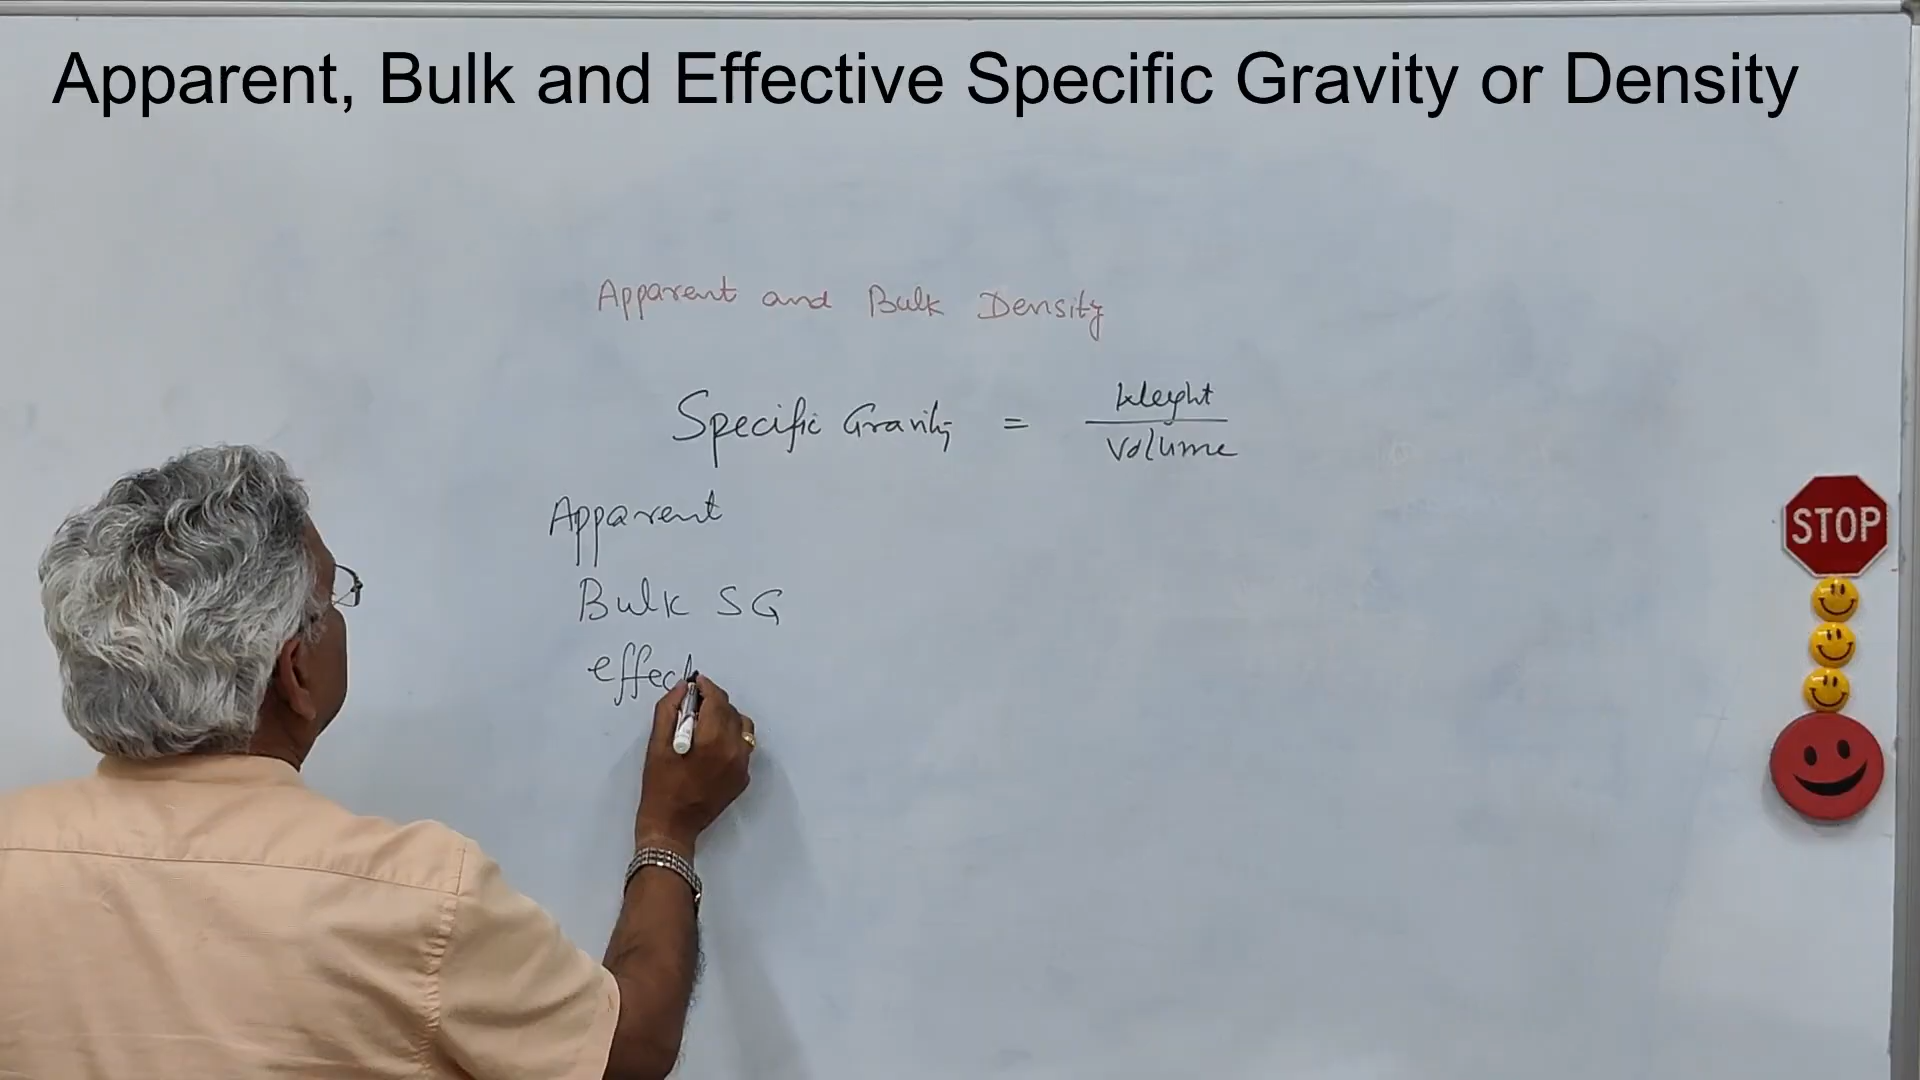 Apparent, Bulk and Effective Specific Gravity or Density
Apparent and Bulk Density
Specific Gravity = Weight
Volume
Apparent
Bulk SG
effect
STOP